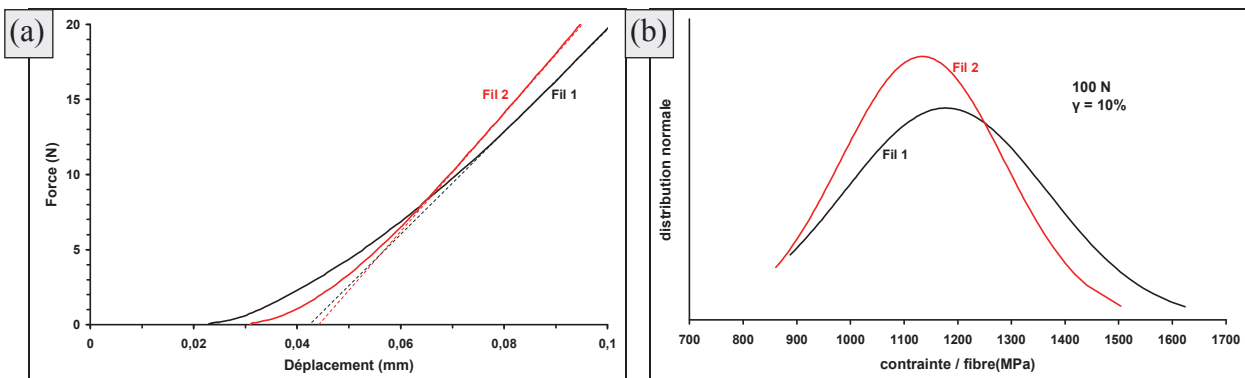 (a)
20
15
10
5
0
Force (N)
Fil 2
Fil 1
0
0,02
0,04
0,06
0,08
0,1
Déplacement (mm)
(b)
distribution normale
Fil 2
Fil 1
100 N
γ = 10%
700
800
900
1000
1100
1200
1300
1400
1500
1600
1700
contrainte / fibre(MPa)